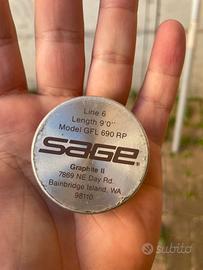 Line 6
Length 9'0"
Model GFL 690 RP
SAGE
Graphite II
7869 NE Day Rd.
Bainbridge Island, WA
98110
subito